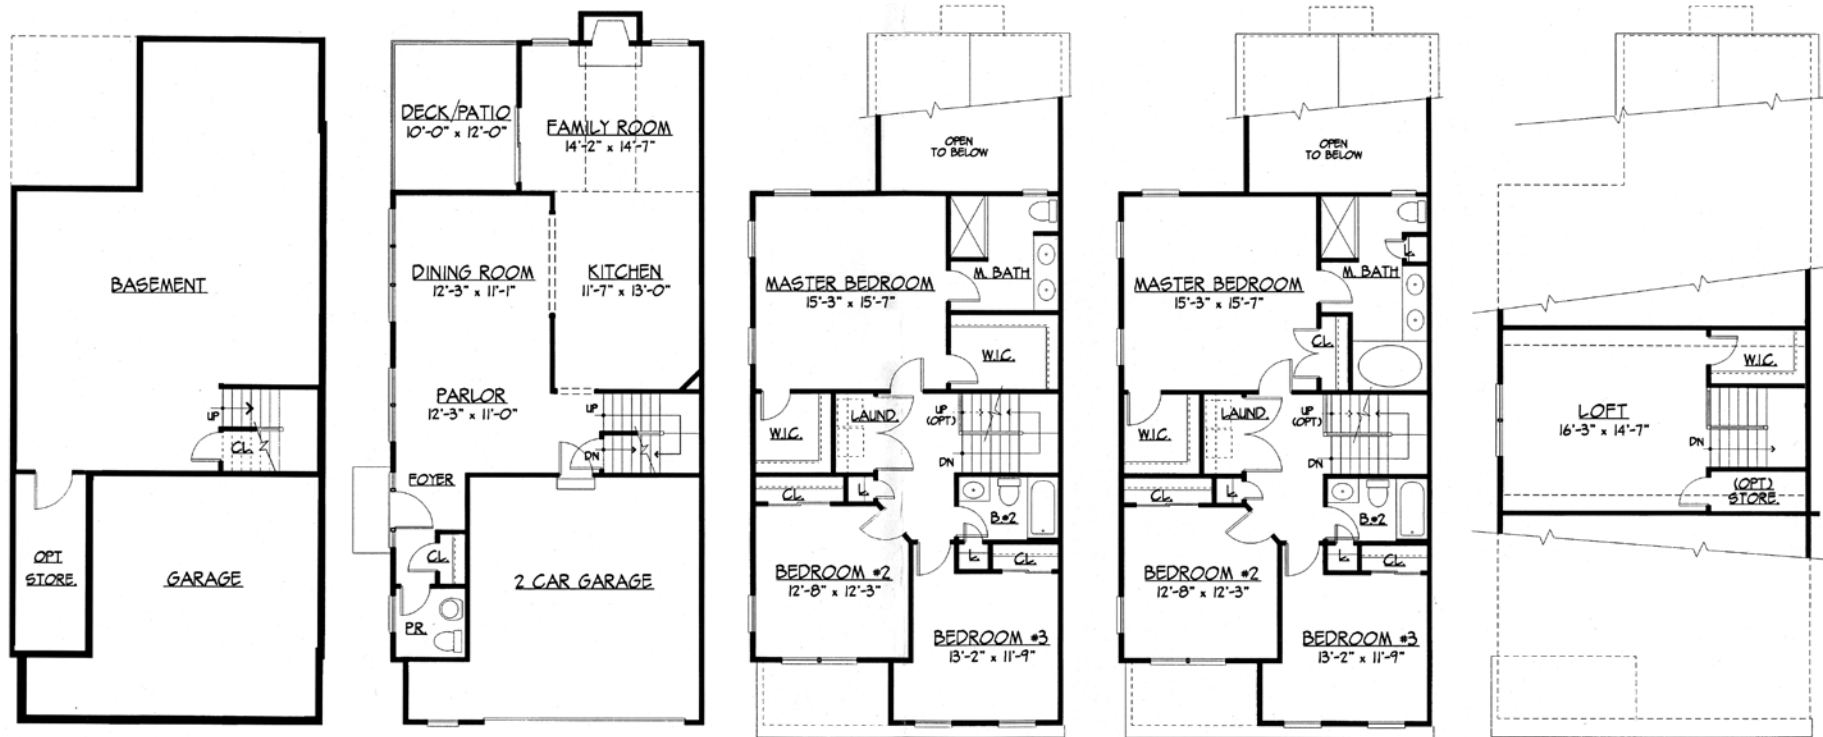 BASEMENT
UP
CL.
OPT
STORE.
GARAGE
DECK/PATIO
10'-0" x 12'-0"
FAMILY ROOM
14'-2" x 14'-7"
DINING ROOM
12'-3" x 11'-1"
KITCHEN
11'-7" x 13'-0"
PARLOR
12'-3" x 11'-0"
UP
DN
FOYER
CL.
2 CAR GARAGE
PR.
OPEN
TO BELOW
MASTER BEDROOM
15'-3" x 15'-7"
M. BATH
W.I.C.
W.I.C.
LAUND.
UP
(OPT)
DN
CL.
L.
B.#2
L.
CL.
BEDROOM #2
12'-8" x 12'-3"
BEDROOM #3
13'-2" x 11'-9"
OPEN
TO BELOW
L.
MASTER BEDROOM
15'-3" x 15'-7"
M. BATH
CL.
W.I.C.
LAUND.
UP
(OPT)
DN
CL.
L.
B.#2
L.
CL.
BEDROOM #2
12'-8" x 12'-3"
BEDROOM #3
13'-2" x 11'-9"
W.I.C.
LOFT
16'-3" x 14'-7"
DN
(OPT)
STORE.